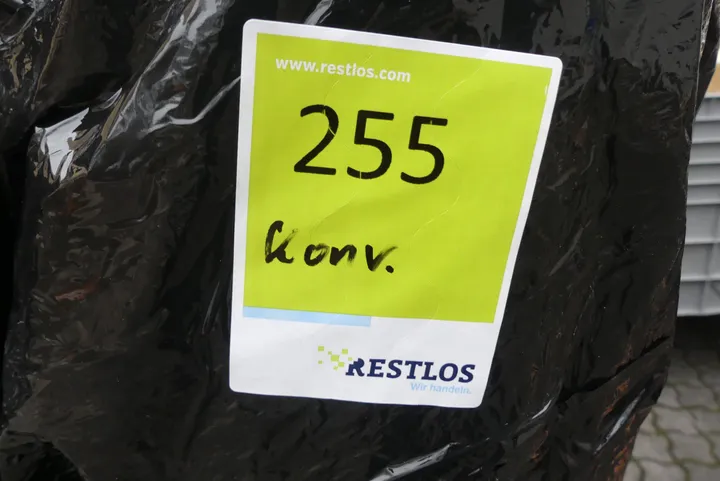 www.restlos.com
255
Konv.
RESTLOS
Wir handeln.